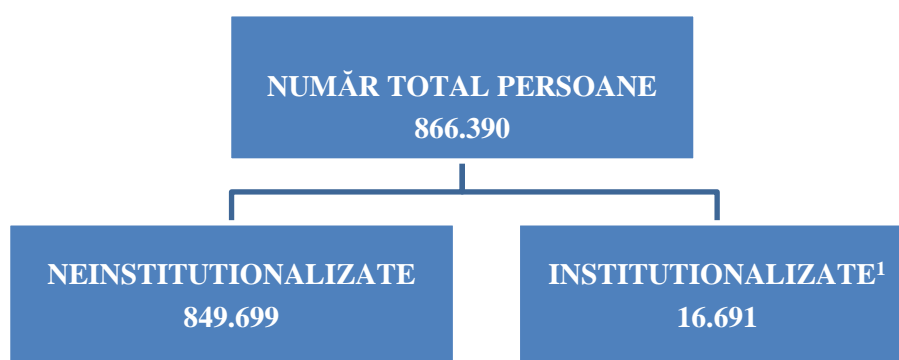 NUMĂR TOTAL PERSOANE
866.390
NEINSTITUTIONALIZATE
849.699
INSTITUTIONALIZATE¹
16.691